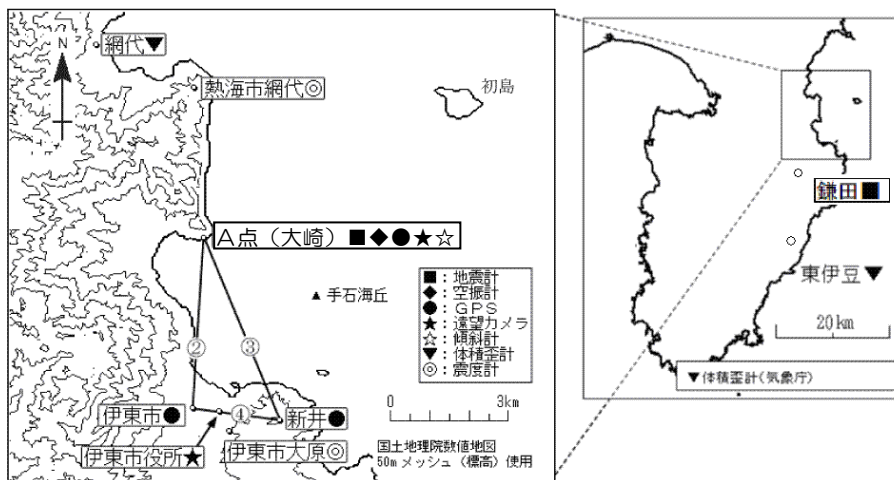 N
網代▼
熱海市網代◎
初島
A点（大崎）■◆●★☆
▲手石海丘
■：地震計
◆：空振計
●：GPS
★：遠望カメラ
☆：傾斜計
▼：体積歪計
◎：震度計
②
③
④
伊東市●
新井●
伊東市役所★
伊東市大原◎
0 3km
国土地理院数値地図
50mメッシュ（標高）使用
鎌田■
東伊豆▼
20km
▼体積歪計(気象庁)